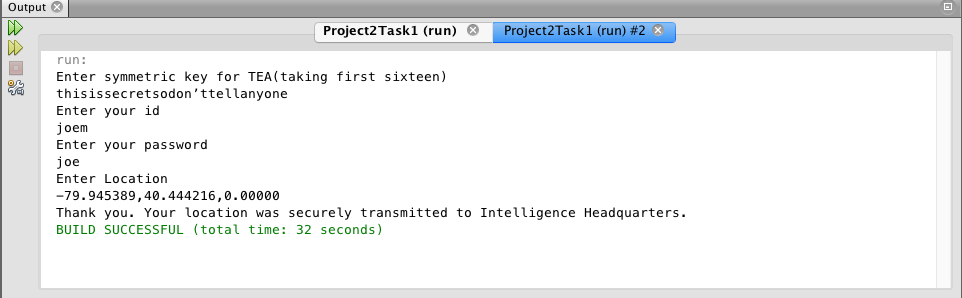 Output
Project2Task1 (run) Project2Task1 (run) #2
run:
Enter symmetric key for TEA(taking first sixteen)
thisissecretsodon’ttellanyone
Enter your id
joem
Enter your password
joe
Enter Location
-79.945389,40.444216,0.00000
Thank you. Your location was securely transmitted to Intelligence Headquarters.
BUILD SUCCESSFUL (total time: 32 seconds)